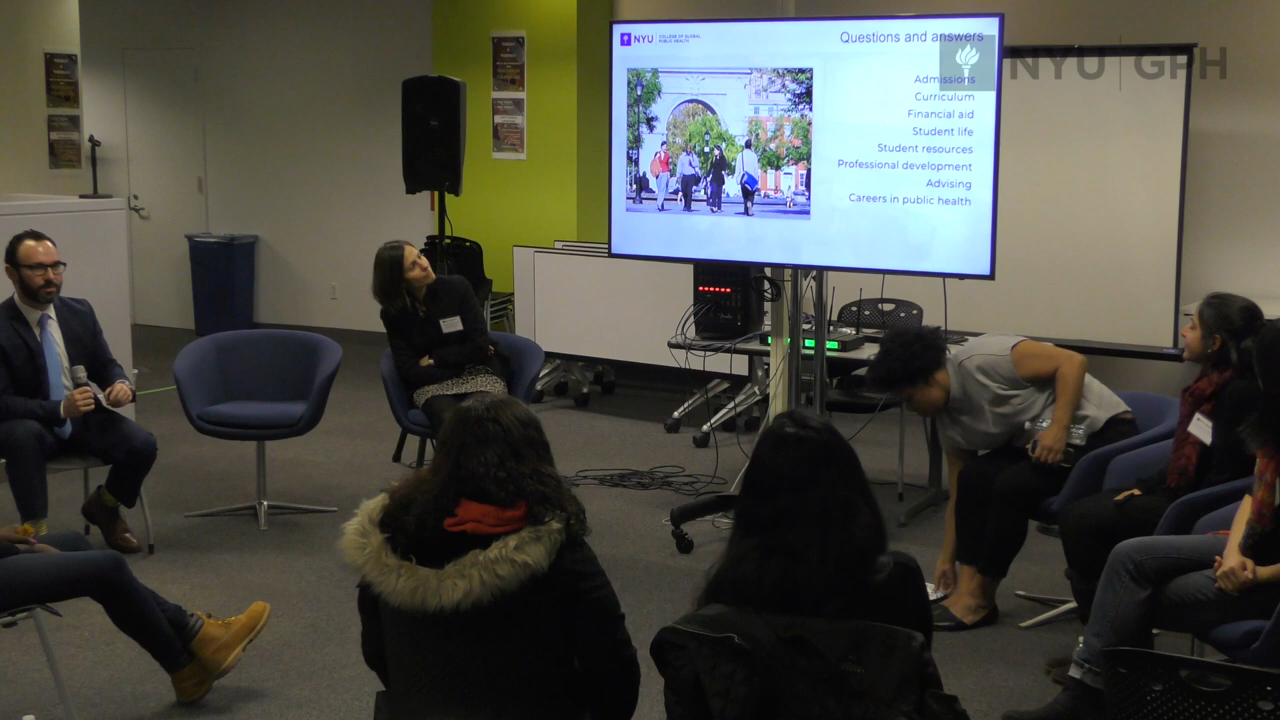 NYU COLLEGE OF GLOBAL
PUBLIC HEALTH
Questions and answers
Admissions
Curriculum
Financial aid
Student life
Student resources
Professional development
Advising
Careers in public health
NYU GPH